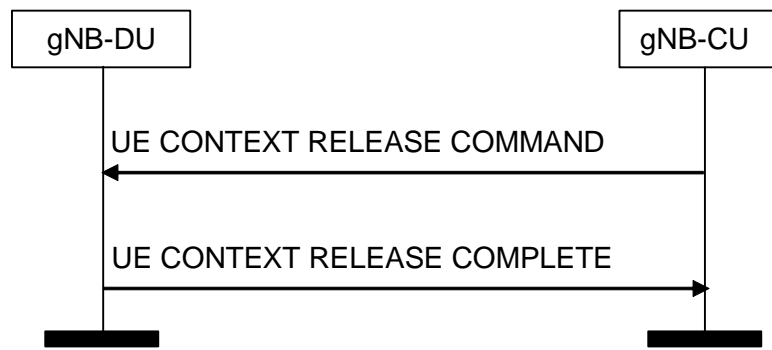 gNB-DU
gNB-CU
UE CONTEXT RELEASE COMMAND
UE CONTEXT RELEASE COMPLETE